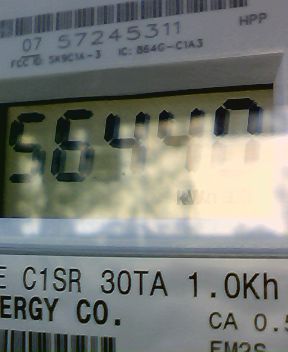 HPP
07 57245311
FCC ID: SK9C1A-3 IC: 864G-C1A3
kWh
E C1SR 30TA 1.0Kh
ERGY CO.
CA 0.5